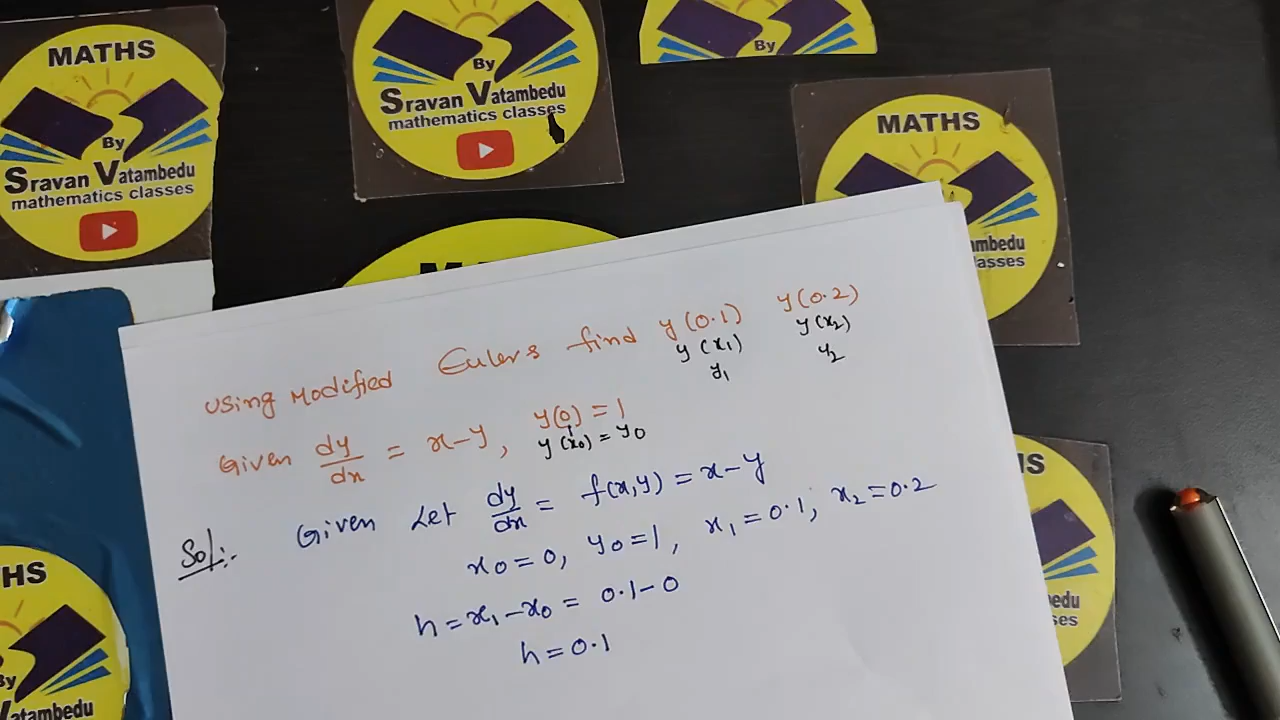 MATHS
By
Sravan Vatambedu
mathematics classes
By
Sravan Vatambedu
mathematics classes
By
MATHS
ambedu
lasses
using Modified Eulers find y(0.1) y(0.2)
y(x₁) y(x₂)
y₁ y₂
Given dy/dx = x-y, y(0) = 1
y(x₀) = y₀
Sol:- Given Let dy/dx = f(x,y) = x-y
x₀=0, y₀=1, x₁=0.1, x₂=0.2
h = x₁-x₀ = 0.1-0
h = 0.1
HS
By
atambedu
edu
ses